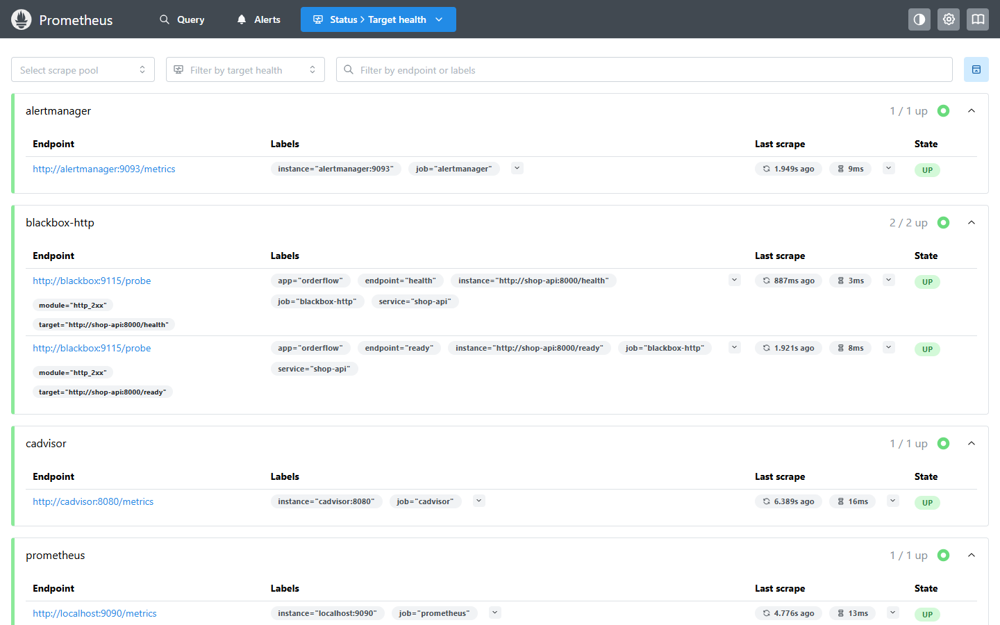 Prometheus Query Alerts Status > Target health
Select scrape pool Filter by target health Filter by endpoint or labels
alertmanager 1 / 1 up
Endpoint Labels Last scrape State
http://alertmanager:9093/metrics instance="alertmanager:9093" job="alertmanager" 1.949s ago 9ms UP
blackbox-http 2 / 2 up
Endpoint Labels Last scrape State
http://blackbox:9115/probe app="orderflow" endpoint="health" instance="http://shop-api:8000/health" 887ms ago 3ms UP
module="http_2xx" job="blackbox-http" service="shop-api"
target="http://shop-api:8000/health"
http://blackbox:9115/probe app="orderflow" endpoint="ready" instance="http://shop-api:8000/ready" job="blackbox-http" 1.921s ago 8ms UP
module="http_2xx" service="shop-api"
target="http://shop-api:8000/ready"
cadvisor 1 / 1 up
Endpoint Labels Last scrape State
http://cadvisor:8080/metrics instance="cadvisor:8080" job="cadvisor" 6.389s ago 16ms UP
prometheus 1 / 1 up
Endpoint Labels Last scrape State
http://localhost:9090/metrics instance="localhost:9090" job="prometheus" 4.776s ago 13ms UP